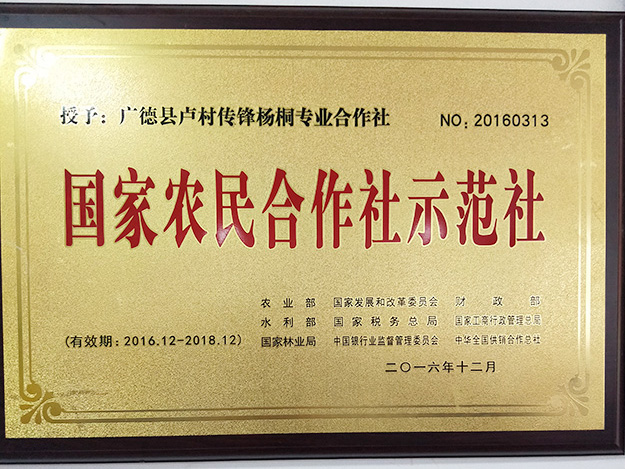 授予：广德县卢村传锋杨桐专业合作社 NO: 20160313
国家农民合作社示范社
农业部 国家发展和改革委员会 财政部
水利部 国家税务总局 国家工商行政管理总局
(有效期: 2016.12-2018.12) 国家林业局 中国银行业监督管理委员会 中华全国供销合作总社
二〇一六年十二月